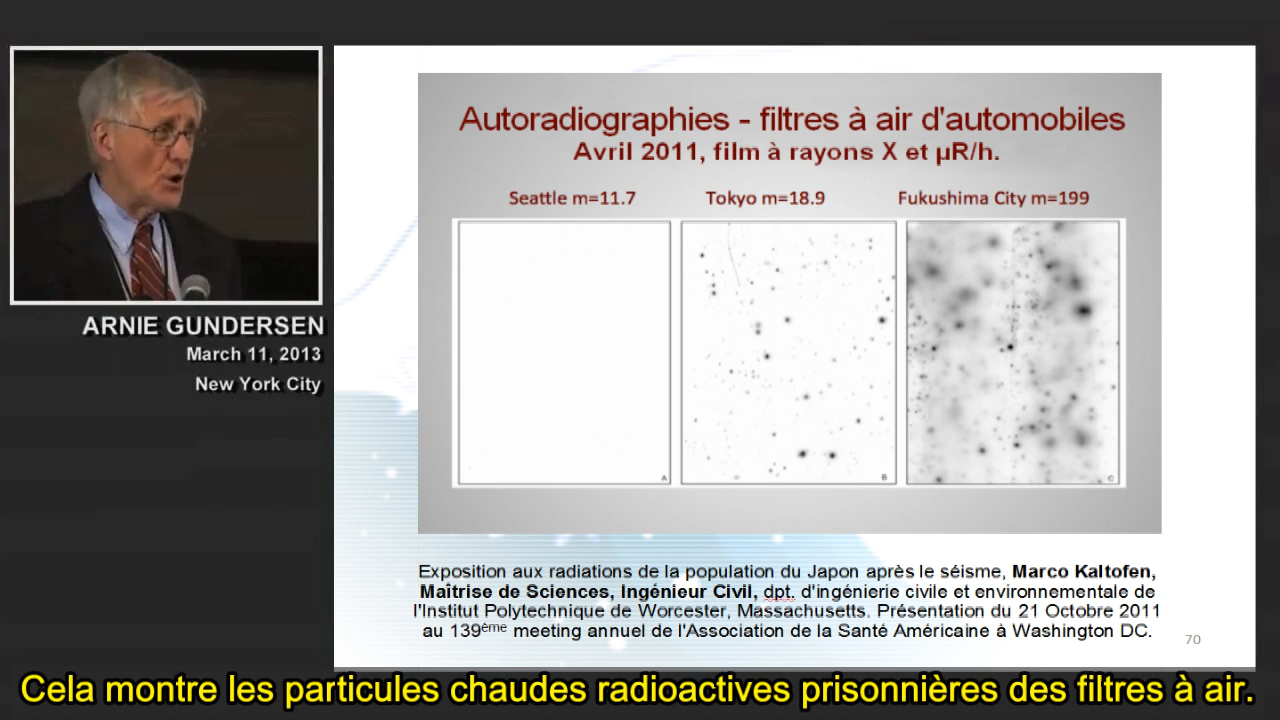 ARNIE GUNDERSEN
March 11, 2013
New York City
Autoradiographies - filtres à air d'automobiles
Avril 2011, film à rayons X et µR/h.
Seattle m=11.7
Tokyo m=18.9
Fukushima City m=199
A
B
C
Exposition aux radiations de la population du Japon après le séisme, Marco Kaltofen,
Maîtrise de Sciences, Ingénieur Civil, dpt. d'ingénierie civile et environnementale de
l'Institut Polytechnique de Worcester, Massachusetts. Présentation du 21 Octobre 2011
au 139ème meeting annuel de l'Association de la Santé Américaine à Washington DC.
70
Cela montre les particules chaudes radioactives prisonnières des filtres à air.